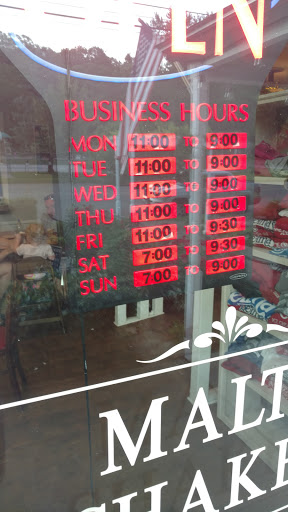 EN
BUSINESS HOURS
MON 11:00 TO 9:00
TUE 11:00 TO 9:00
WED 11:00 TO 9:00
THU 11:00 TO 9:00
FRI 11:00 TO 9:30
SAT 7:00 TO 9:30
SUN 7:00 TO 9:00
MALT
SHAKE